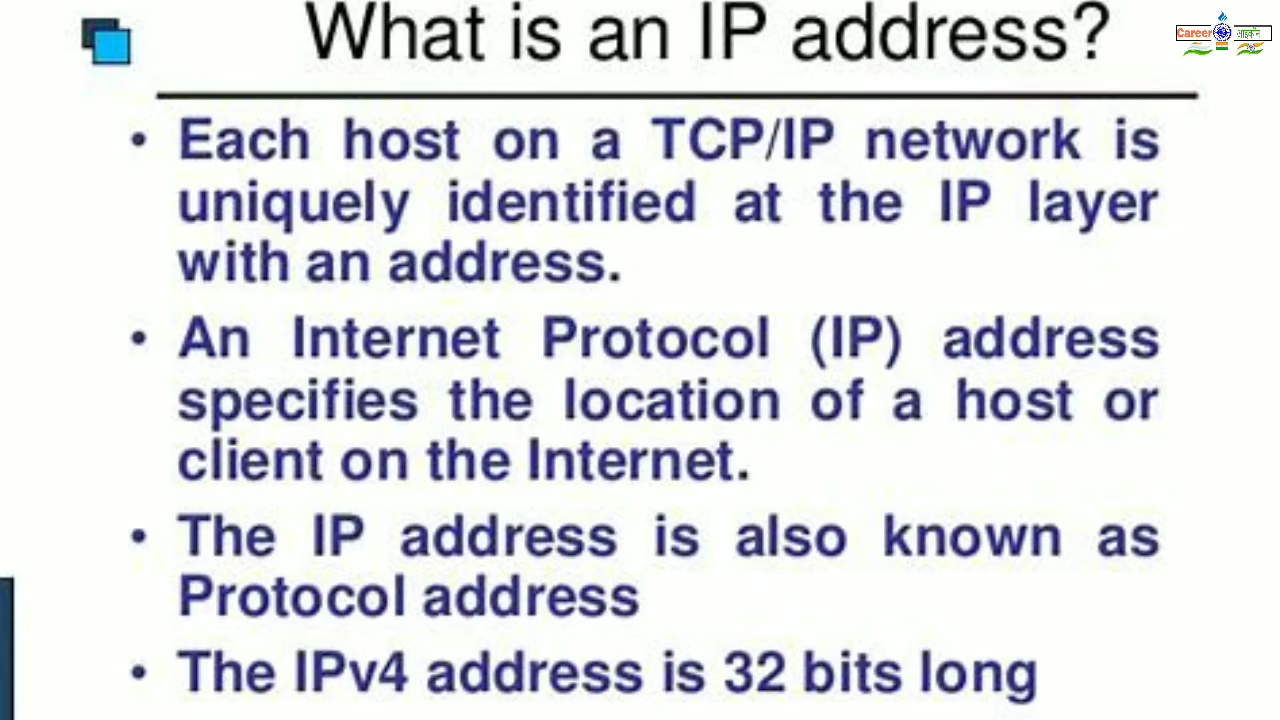 What is an IP address?
Career आइकॉन
• Each host on a TCP/IP network is
uniquely identified at the IP layer
with an address.
• An Internet Protocol (IP) address
specifies the location of a host or
client on the Internet.
• The IP address is also known as
Protocol address
• The IPv4 address is 32 bits long